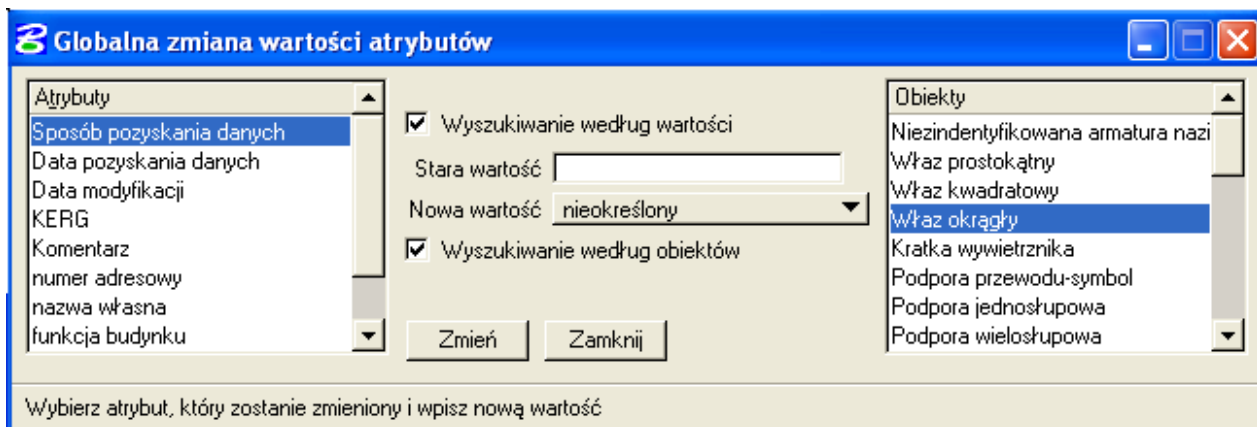 Globalna zmiana wartości atrybutów
Atrybuty
Sposób pozyskania danych
Data pozyskania danych
Data modyfikacji
KERG
Komentarz
numer adresowy
nazwa własna
funkcja budynku
Wyszukiwanie według wartości
Stara wartość
Nowa wartość nieokreślony
Wyszukiwanie według obiektów
Zmień Zamknij
Obiekty
Niezindentyfikowana armatura nazi
Właz prostokątny
Właz kwadratowy
Właz okrągły
Kratka wywietrznika
Podpora przewodu-symbol
Podpora jednosłupowa
Podpora wielosłupowa
Wybierz atrybut, który zostanie zmieniony i wpisz nową wartość